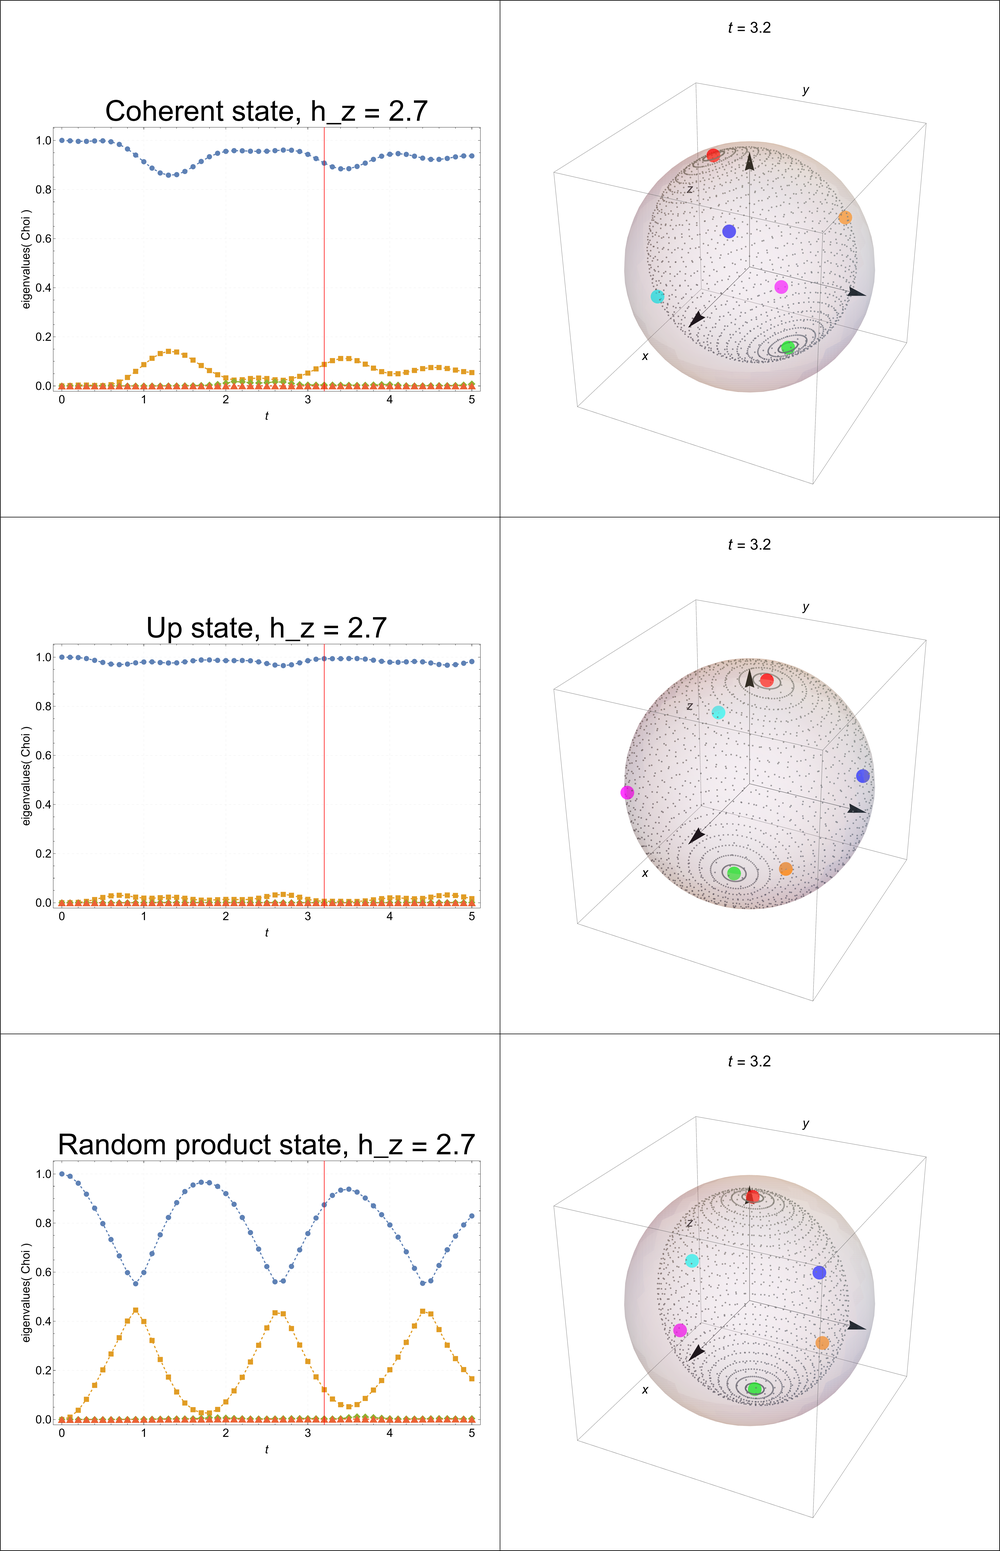 Coherent state, h_z = 2.7
eigenvalues( Choi )
1.0
0.8
0.6
0.4
0.2
0.0
0 1 2 3 4 5
t
t = 3.2
y
z
x
Up state, h_z = 2.7
eigenvalues( Choi )
1.0
0.8
0.6
0.4
0.2
0.0
0 1 2 3 4 5
t
t = 3.2
y
z
x
Random product state, h_z = 2.7
eigenvalues( Choi )
1.0
0.8
0.6
0.4
0.2
0.0
0 1 2 3 4 5
t
t = 3.2
y
z
x